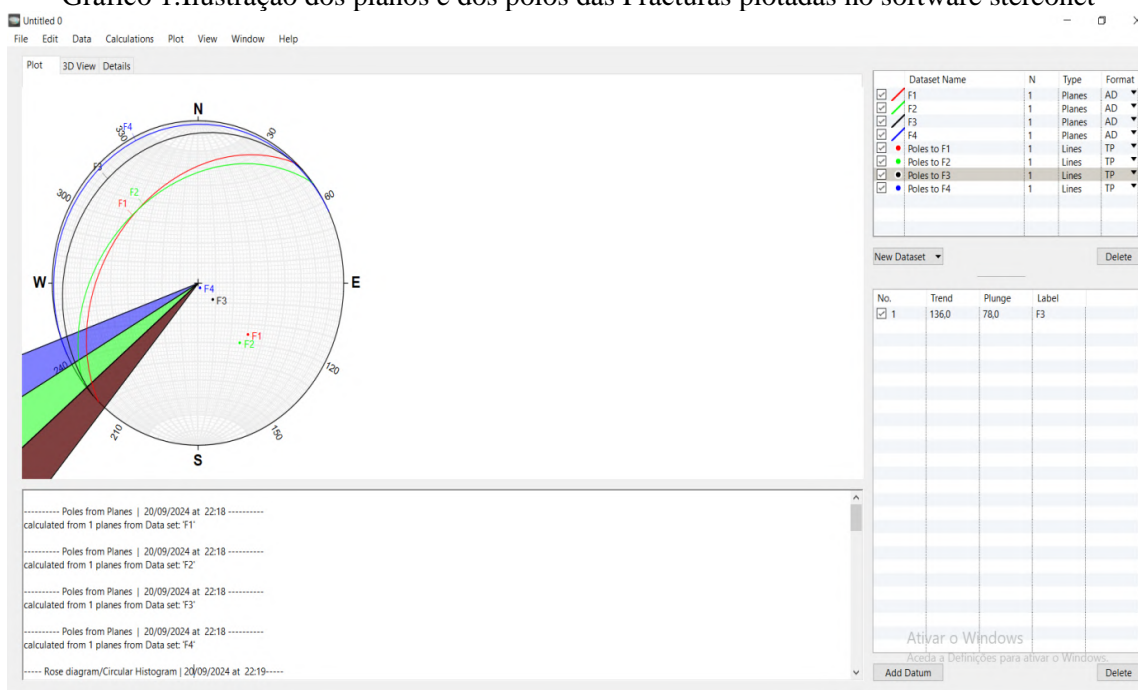 Gráfico 1.Ilustração dos planos e dos polos das Fracturas plotadas no software stereonet
Untitled 0
File Edit Data Calculations Plot View Window Help
Plot 3D View Details
N
30
60
E
120
150
S
210
240
W
300
330
F4
F3
F2
F1
F4
F3
F1
F2
Dataset Name N Type Format
F1 1 Planes AD
F2 1 Planes AD
F3 1 Planes AD
F4 1 Planes AD
Poles to F1 1 Lines TP
Poles to F2 1 Lines TP
Poles to F3 1 Lines TP
Poles to F4 1 Lines TP
New Dataset Delete
No. Trend Plunge Label
1 136,0 78,0 F3
---------- Poles from Planes | 20/09/2024 at 22:18 ----------
calculated from 1 planes from Data set: 'F1'
---------- Poles from Planes | 20/09/2024 at 22:18 ----------
calculated from 1 planes from Data set: 'F2'
---------- Poles from Planes | 20/09/2024 at 22:18 ----------
calculated from 1 planes from Data set: 'F3'
---------- Poles from Planes | 20/09/2024 at 22:18 ----------
calculated from 1 planes from Data set: 'F4'
----- Rose diagram/Circular Histogram | 20/09/2024 at 22:19-----
Ativar o Windows
Aceda a Definições para ativar o Windows.
Add Datum Delete